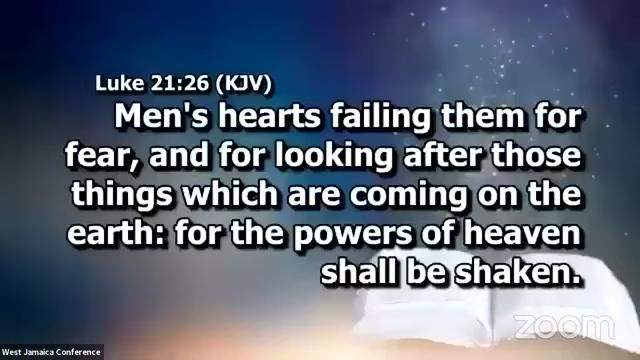 Luke 21:26 (KJV)
Men's hearts failing them for
fear, and for looking after those
things which are coming on the
earth: for the powers of heaven
shall be shaken.
zoom
West Jamaica Conference